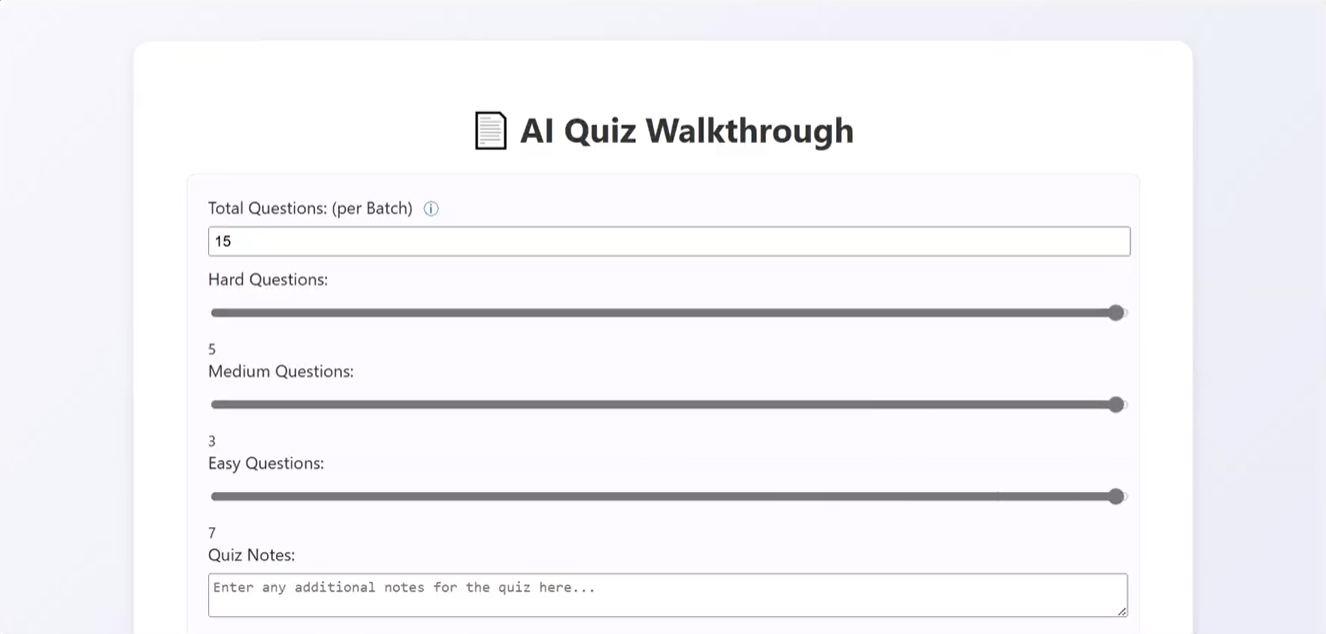 AI Quiz Walkthrough
Total Questions: (per Batch) ⓘ
15
Hard Questions:
5
Medium Questions:
3
Easy Questions:
7
Quiz Notes:
Enter any additional notes for the quiz here...